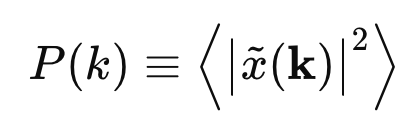 P(k) ≡ ⟨|x̃(𝐤)|²⟩